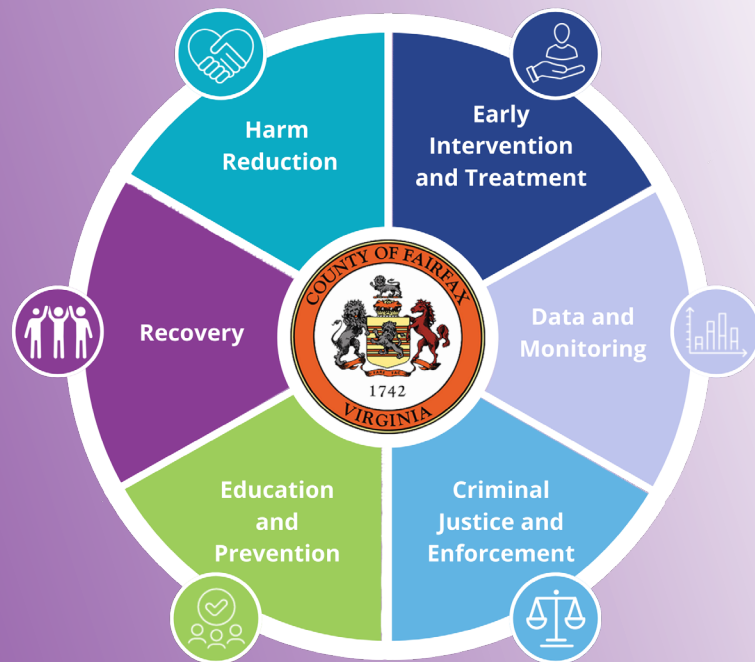 Harm
Reduction
Early
Intervention
and Treatment
Recovery
COUNTY OF FAIRFAX
1742
VIRGINIA
Data and
Monitoring
Education
and
Prevention
Criminal
Justice and
Enforcement